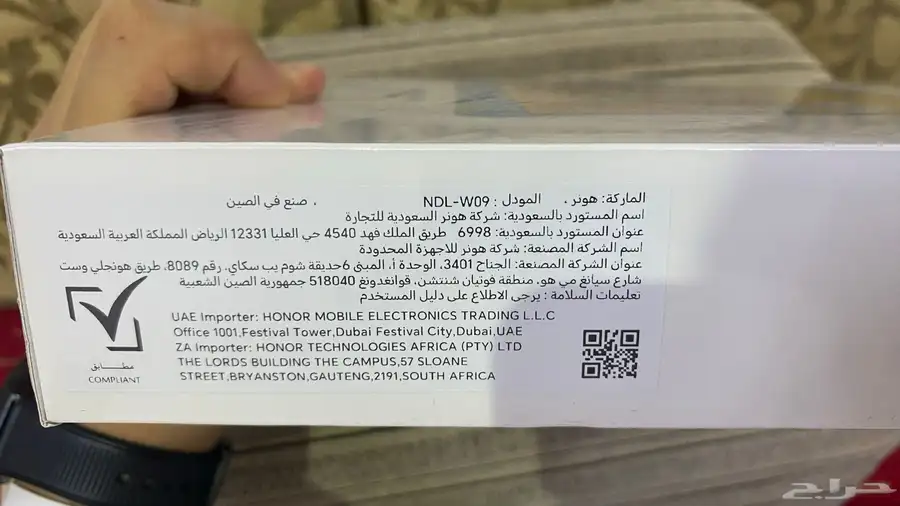 الماركة: هونر ، المودل : NDL-W09 ، صنع في الصين
اسم المستورد بالسعودية: شركة هونر السعودية للتجارة
عنوان المستورد بالسعودية: 6998 طريق الملك فهد 4540 حي العليا 12331 الرياض المملكة العربية السعودية
اسم الشركة المصنعة: شركة هونر للاجهزة المحدودة
عنوان الشركة المصنعة: الجناح 3401، الوحدة أ، المبنى 6حديقة شوم يب سكاي، رقم 8089، طريق هونجلي وست
شارع سيانغ مي هو، منطقة فوتيان شنتشن، قوانغدونغ 518040 جمهورية الصين الشعبية
تعليمات السلامة : يرجى الاطلاع على دليل المستخدم
UAE Importer: HONOR MOBILE ELECTRONICS TRADING L.L.C
Office 1001,Festival Tower,Dubai Festival City,Dubai,UAE
ZA Importer: HONOR TECHNOLOGIES AFRICA (PTY) LTD
THE LORDS BUILDING THE CAMPUS,57 SLOANE
STREET,BRYANSTON,GAUTENG,2191,SOUTH AFRICA
مطابق
COMPLIANT
حراج